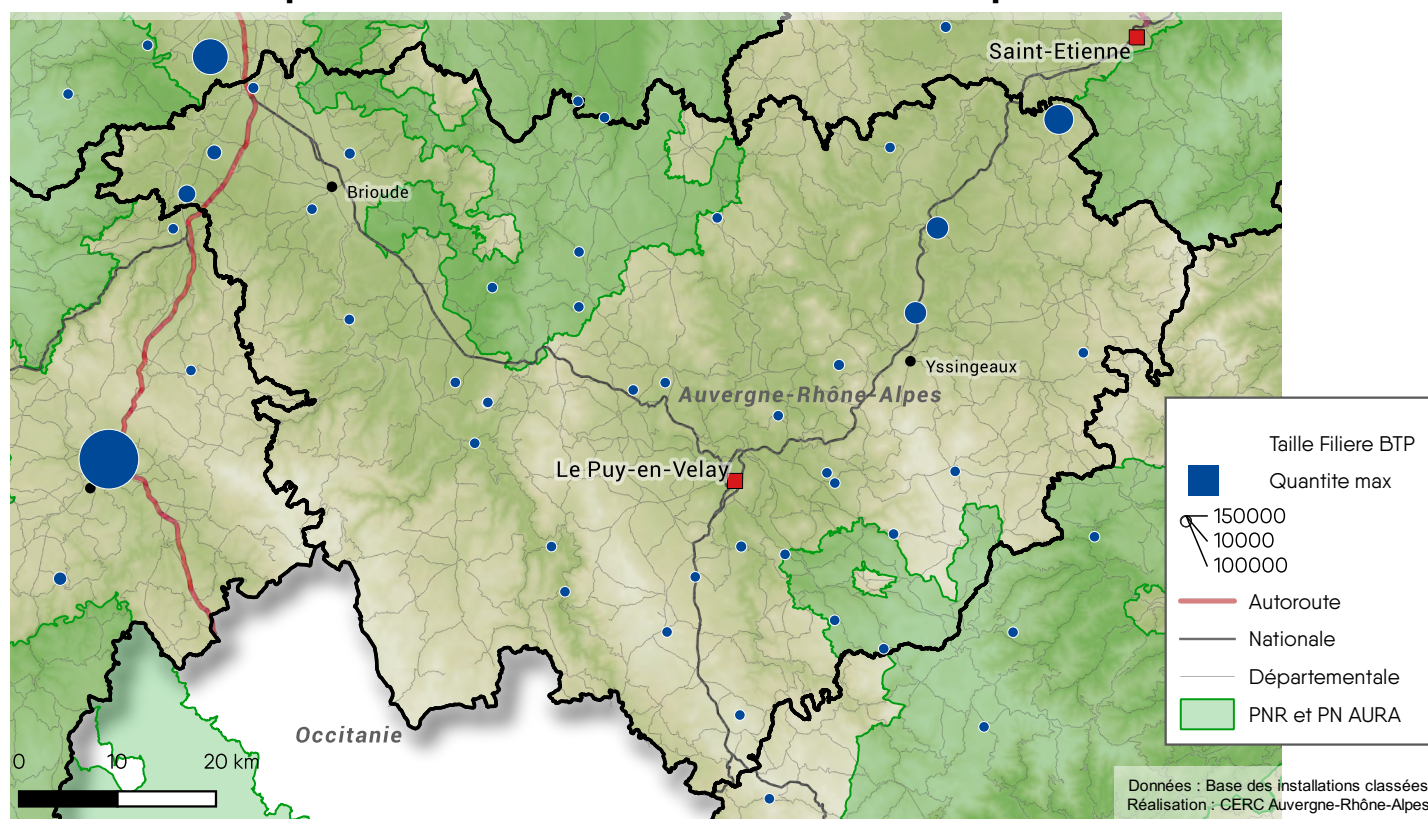 Saint-Etienne
Brioude
Yssingeaux
Auvergne-Rhône-Alpes
Le Puy-en-Velay
Occitanie
0 10 20 km
Taille Filiere BTP
Quantite max
150000
10000
100000
Autoroute
Nationale
Départementale
PNR et PN AURA
Données : Base des installations classées
Réalisation : CERC Auvergne-Rhône-Alpes